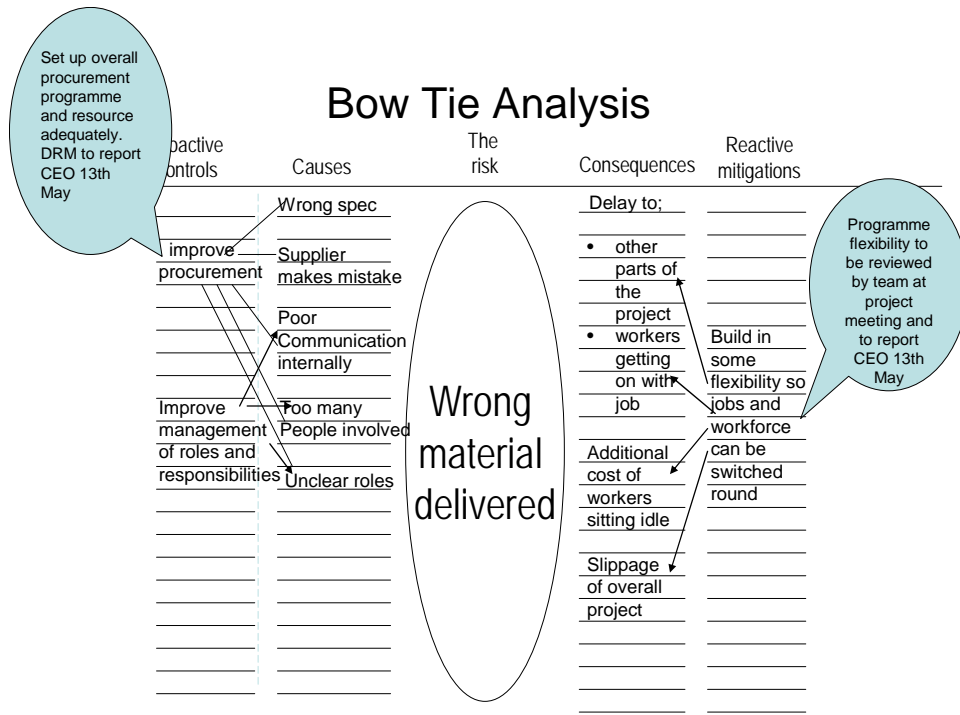 Set up overall
procurement
programme
and resource
adequately.
DRM to report
CEO 13th
May
Bow Tie Analysis
oactive
ontrols
Causes
The
risk
Consequences
Reactive
mitigations
improve
procurement
Improve
management
of roles and
responsibilities
Wrong spec
Supplier
makes mistake
Poor
Communication
internally
Too many
People involved
Unclear roles
Wrong
material
delivered
Delay to;
• other
parts of
the
project
• workers
getting
on with
job
Additional
cost of
workers
sitting idle
Slippage
of overall
project
Build in
some
flexibility so
jobs and
workforce
can be
switched
round
Programme
flexibility to
be reviewed
by team at
project
meeting and
to report
CEO 13th
May